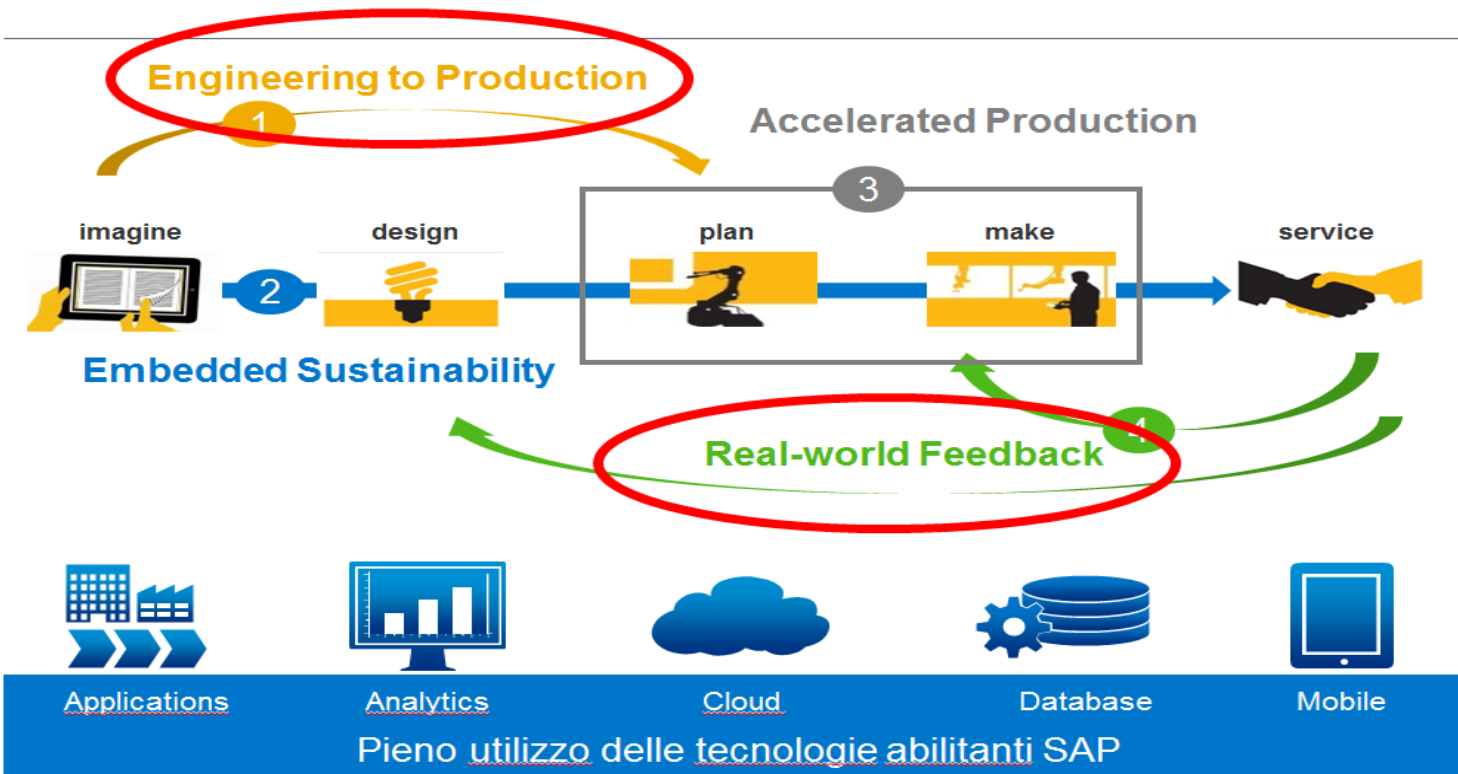 Engineering to Production
1
Accelerated Production
3
imagine
design
plan
make
service
2
Embedded Sustainability
4
Real-world Feedback
Applications
Analytics
Cloud
Database
Mobile
Pieno utilizzo delle tecnologie abilitanti SAP